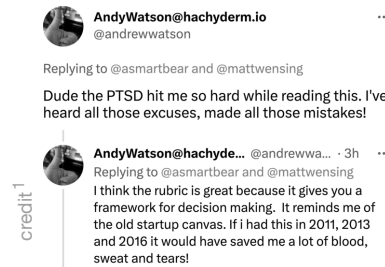 AndyWatson@hachyderm.io
@andrewwatson
Replying to @asmartbear and @mattwensing
Dude the PTSD hit me so hard while reading this. I've
heard all those excuses, made all those mistakes!
AndyWatson@hachyde... @andrewwa... · 3h
Replying to @asmartbear and @mattwensing
I think the rubric is great because it gives you a
framework for decision making. It reminds me of
the old startup canvas. If i had this in 2011, 2013
and 2016 it would have saved me a lot of blood,
sweat and tears!
credit 1